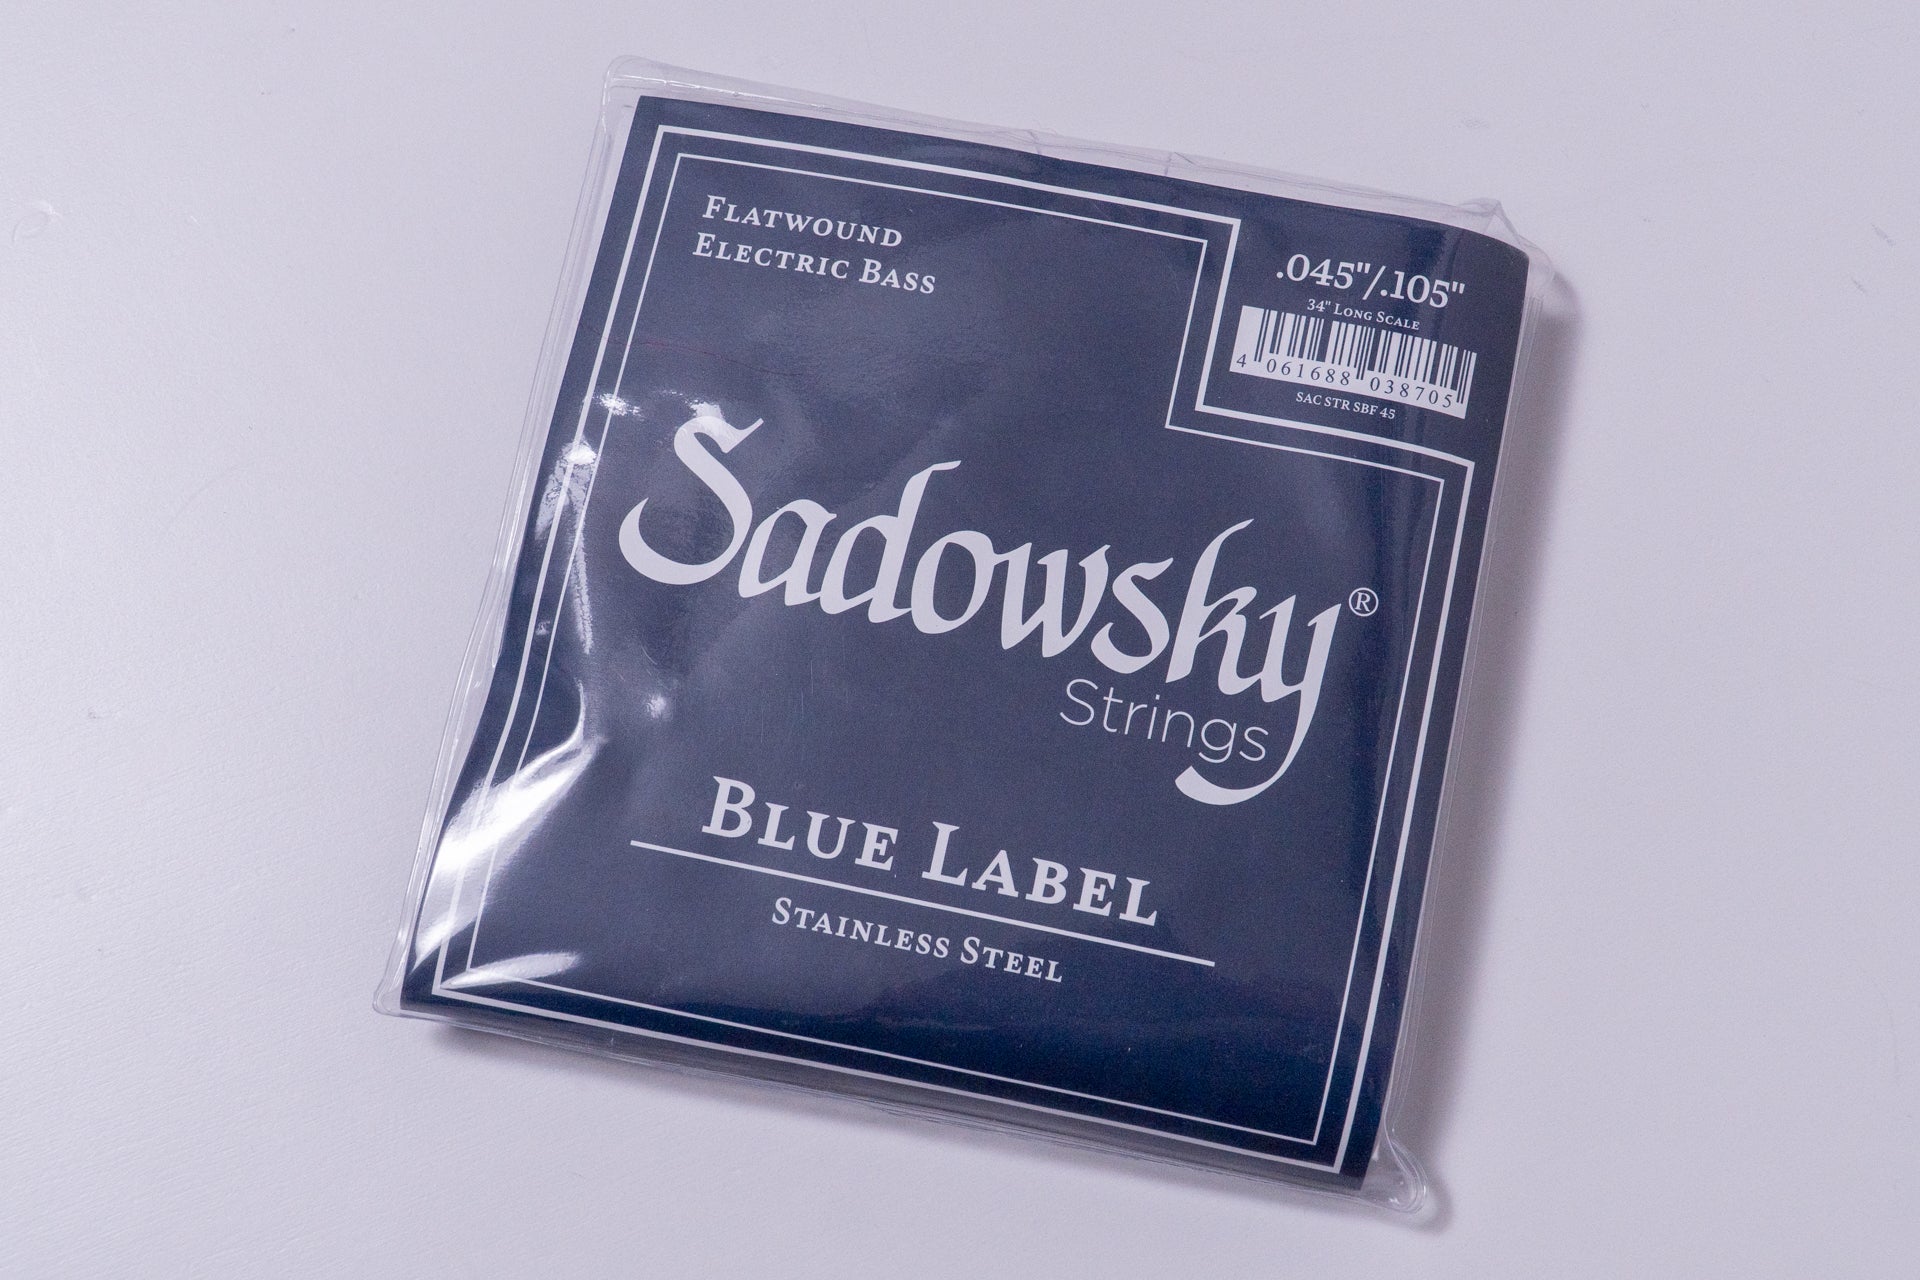 Flatwound
Electric Bass
.045"/.105"
34" Long Scale
4 061688 038705
SAC STR SBF 45
Sadowsky®
Strings
Blue Label
Stainless Steel